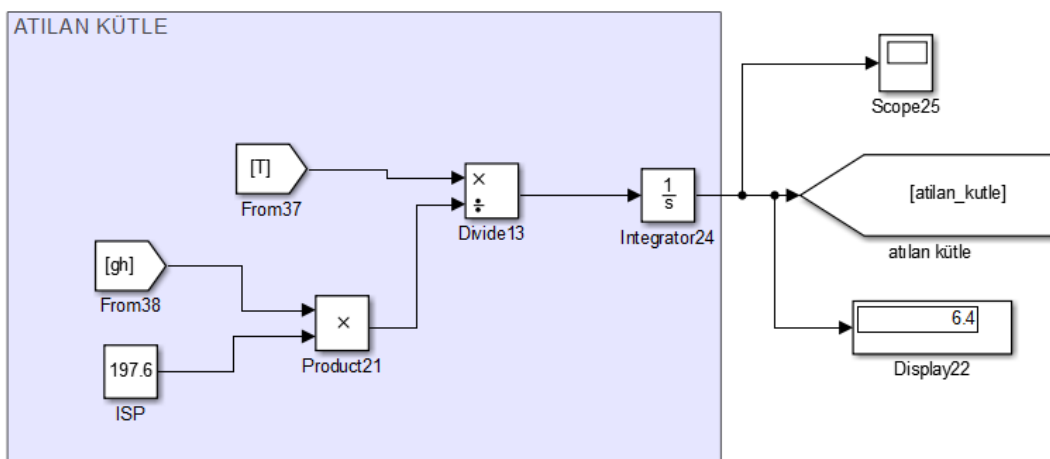 ATILAN KÜTLE
Scope25
[T]
From37
×
÷
Divide13
1
s
Integrator24
[atilan_kutle]
atılan kütle
[gh]
From38
×
Product21
197.6
ISP
6.4
Display22